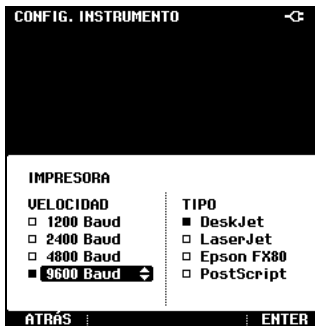 CONFIG. INSTRUMENTO
IMPRESORA
VELOCIDAD
1200 Baud
2400 Baud
4800 Baud
9600 Baud
TIPO
DeskJet
LaserJet
Epson FX80
PostScript
ATRÁS
ENTER